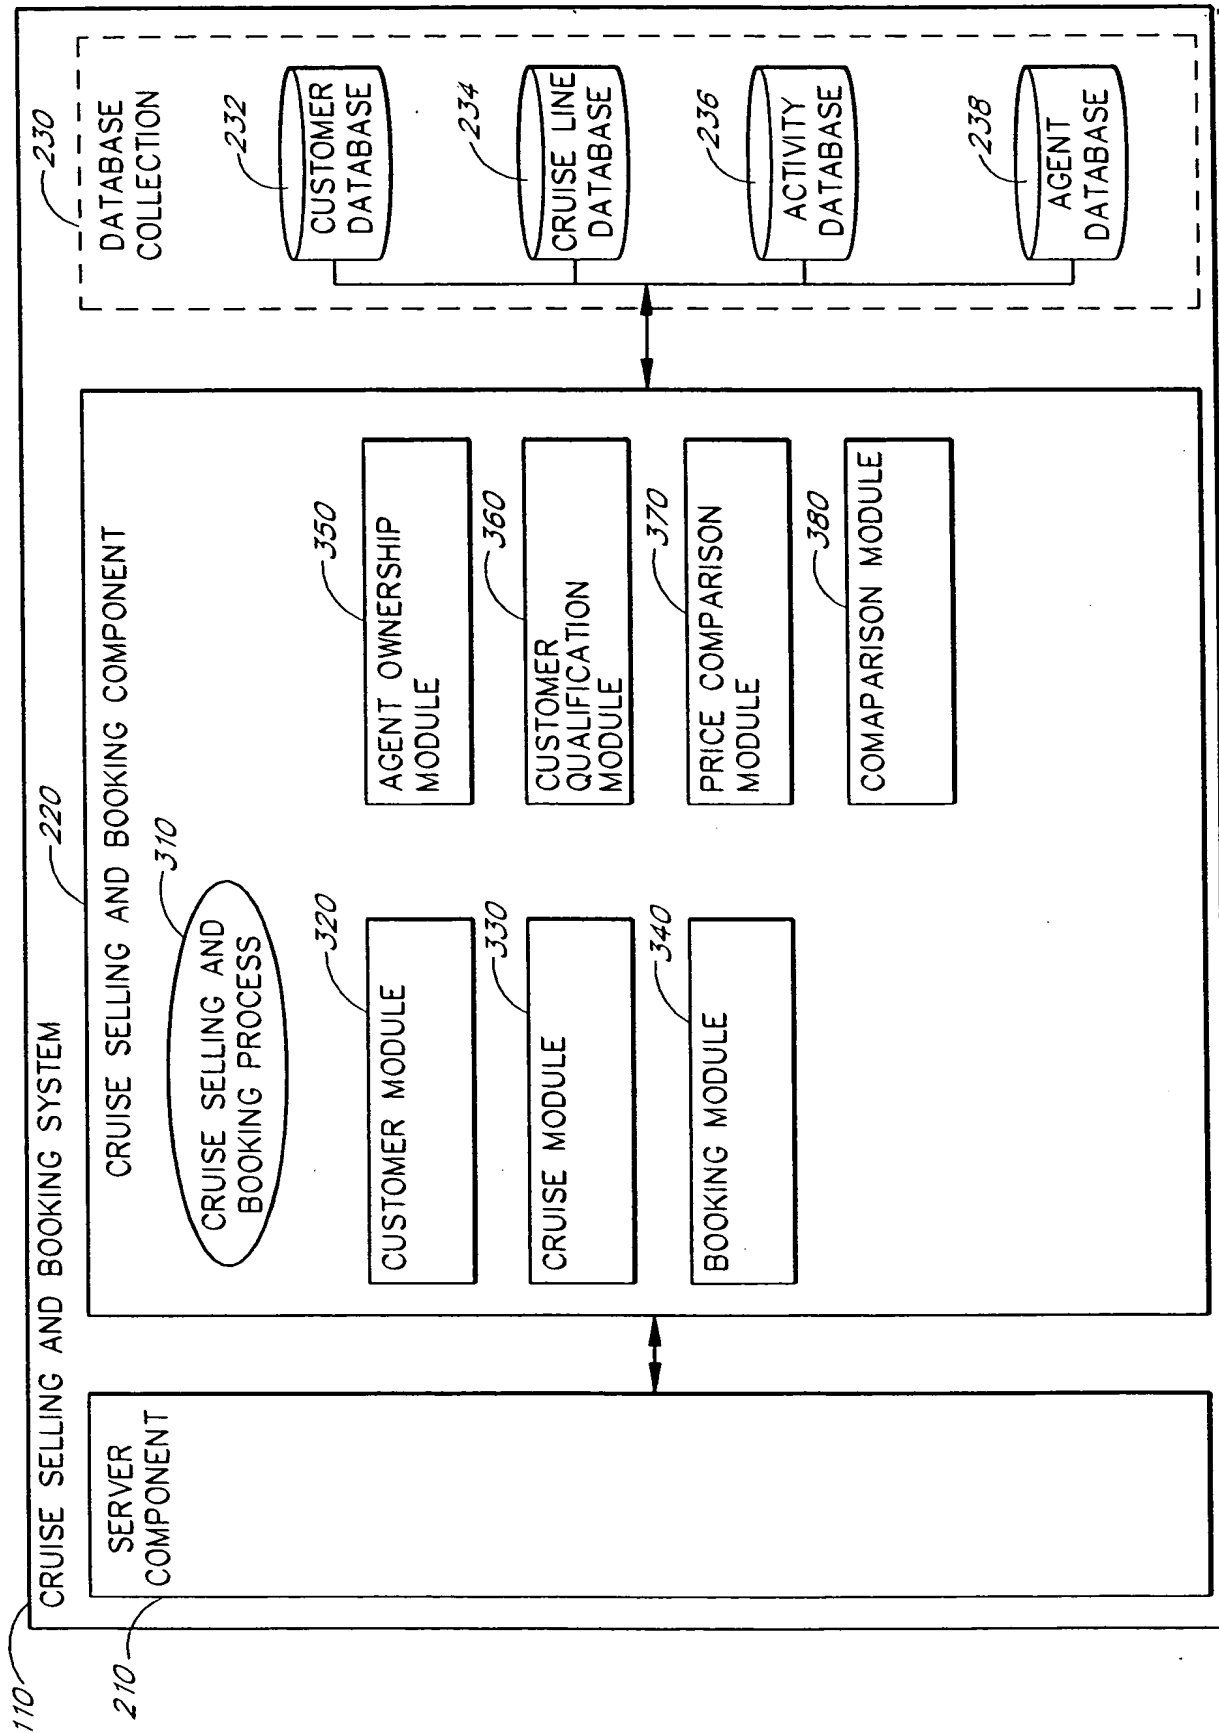 110
CRUISE SELLING AND BOOKING SYSTEM
210
SERVER
COMPONENT
220
CRUISE SELLING AND BOOKING COMPONENT
310
CRUISE SELLING AND
BOOKING PROCESS
320
CUSTOMER MODULE
330
CRUISE MODULE
340
BOOKING MODULE
350
AGENT OWNERSHIP
MODULE
360
CUSTOMER
QUALIFICATION
MODULE
370
PRICE COMPARISON
MODULE
380
COMAPARISON MODULE
230
DATABASE
COLLECTION
232
CUSTOMER
DATABASE
234
CRUISE LINE
DATABASE
236
ACTIVITY
DATABASE
238
AGENT
DATABASE